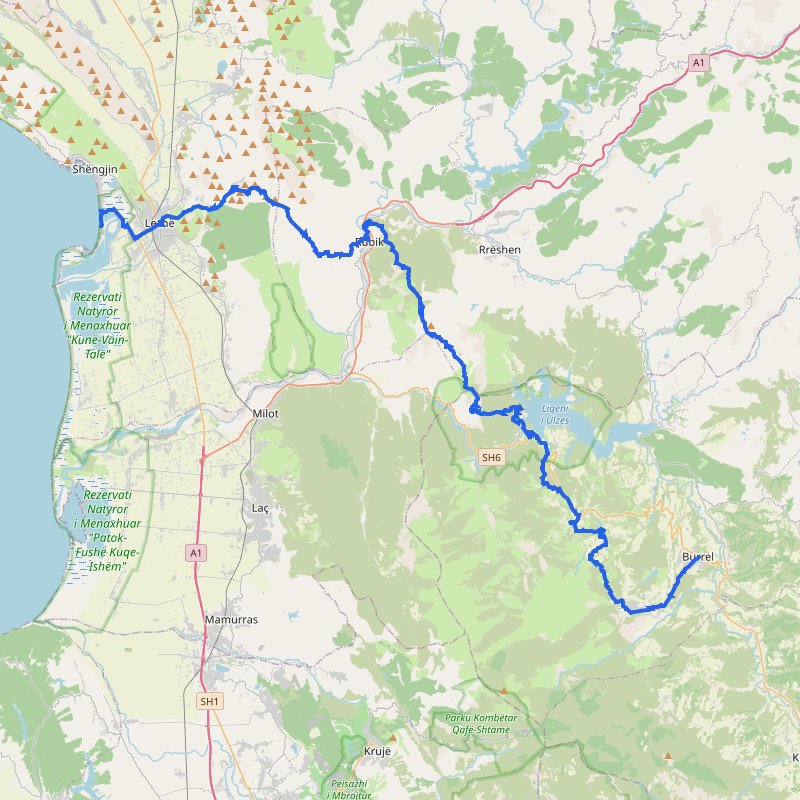 A1
Shëngjin
Lezhë
Rubik
Rrëshen
Rezervati
Natyror
i Menaxhuar
"Kune-Vain-
Tale"
Milot
Liqeni
i Ulzës
SH6
Rezervati
Natyror
i Menaxhuar
"Patok-
Fushë Kuqe-
Ishëm"
Laç
A1
Burrel
Mamurras
SH1
Parku Kombëtar
Qafë-Shtamë
Krujë
K
Peisazhi
i Mbrojtur